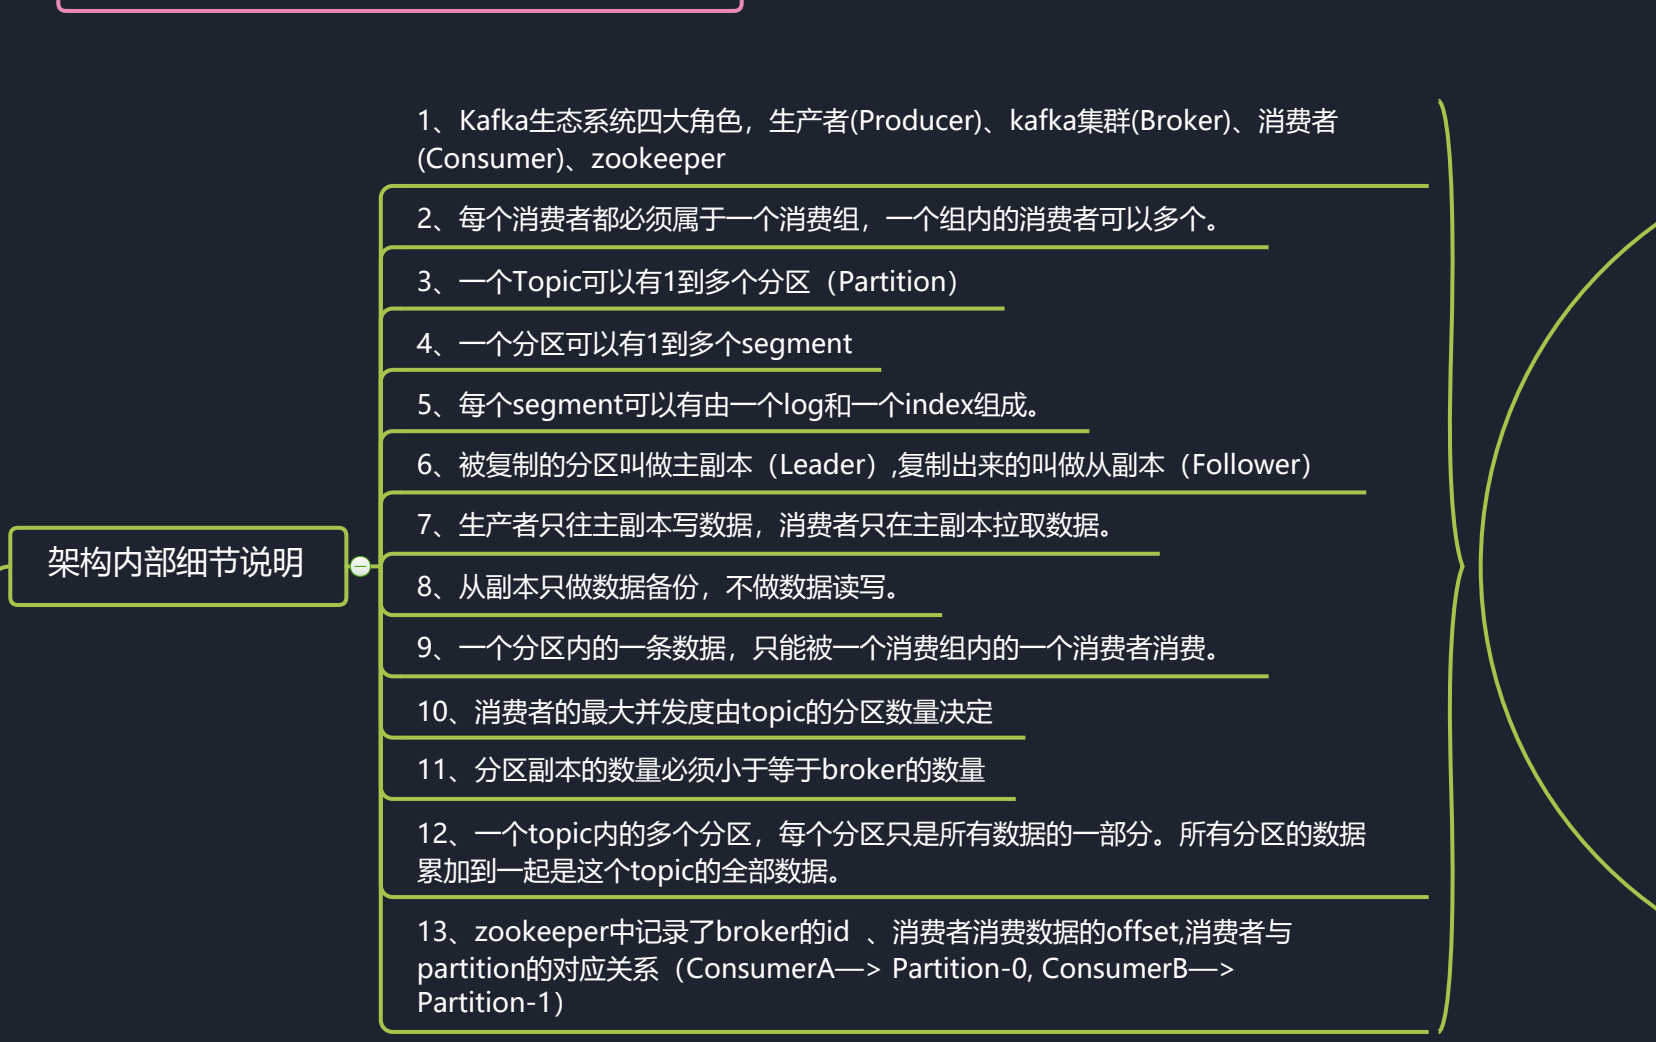 1、Kafka生态系统四大角色，生产者(Producer)、kafka集群(Broker)、消费者
(Consumer)、zookeeper
2、每个消费者都必须属于一个消费组，一个组内的消费者可以多个。
3、一个Topic可以有1到多个分区（Partition）
4、一个分区可以有1到多个segment
5、每个segment可以有由一个log和一个index组成。
6、被复制的分区叫做主副本（Leader）,复制出来的叫做从副本（Follower）
7、生产者只往主副本写数据，消费者只在主副本拉取数据。
架构内部细节说明
8、从副本只做数据备份，不做数据读写。
9、一个分区内的一条数据，只能被一个消费组内的一个消费者消费。
10、消费者的最大并发度由topic的分区数量决定
11、分区副本的数量必须小于等于broker的数量
12、一个topic内的多个分区，每个分区只是所有数据的一部分。所有分区的数据
累加到一起是这个topic的全部数据。
13、zookeeper中记录了broker的id 、消费者消费数据的offset,消费者与
partition的对应关系（ConsumerA—> Partition-0, ConsumerB—>
Partition-1）